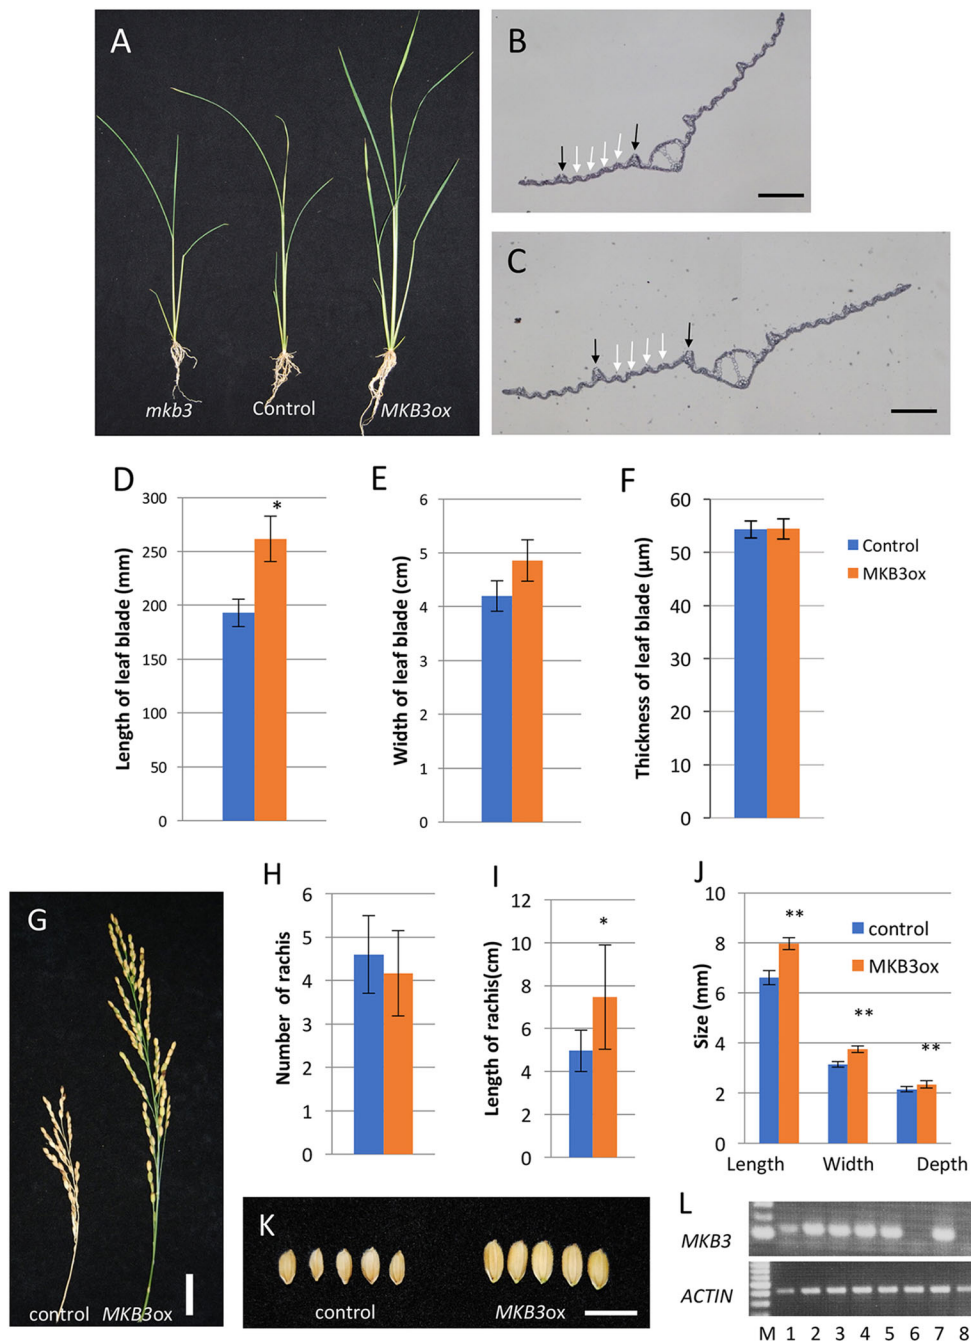 A
mkb3
Control
MKB3ox
B
C
D
Length of leaf blade (mm)
300
250
200
150
100
50
0
*
E
Width of leaf blade (cm)
6
5
4
3
2
1
0
F
Thickness of leaf blade (μm)
60
50
40
30
20
10
0
Control
MKB3ox
G
control
MKB3ox
H
Number of rachis
6
5
4
3
2
1
0
I
Length of rachis(cm)
12
10
8
6
4
2
0
*
J
Size (mm)
10
8
6
4
2
0
**
**
**
control
MKB3ox
Length Width Depth
K
control
MKB3ox
L
MKB3
ACTIN
M 1 2 3 4 5 6 7 8